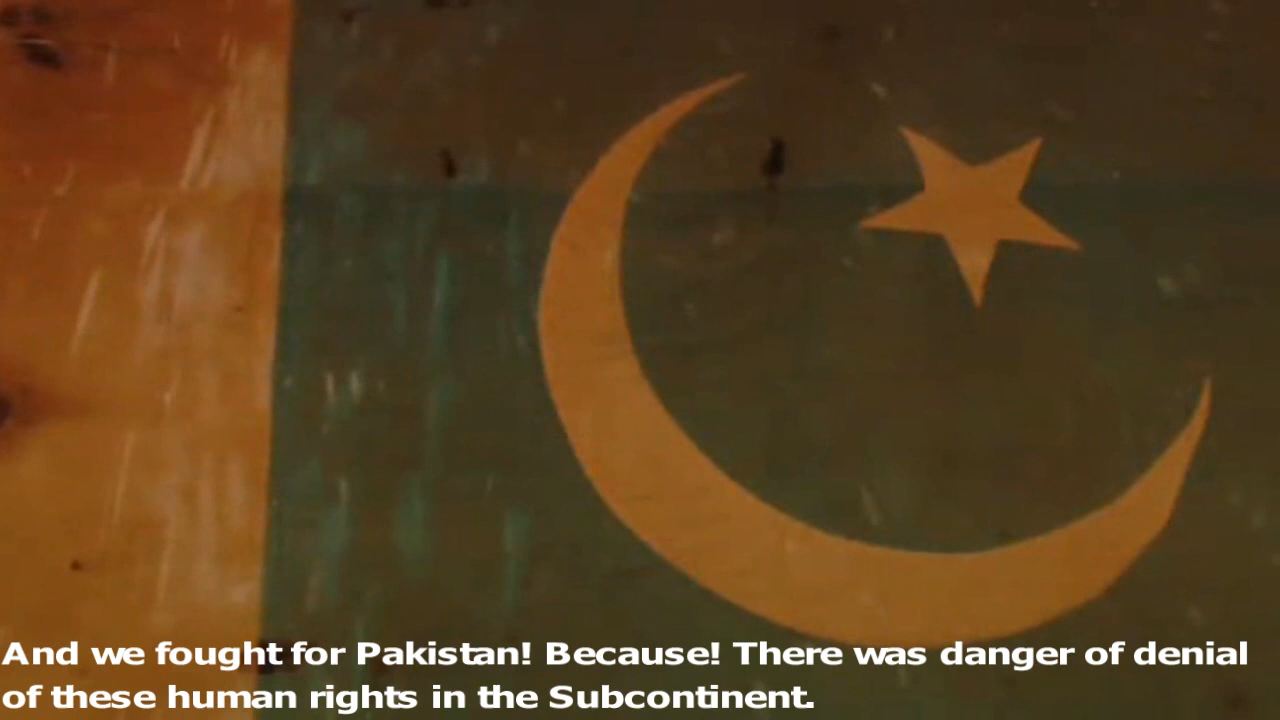 And we fought for Pakistan! Because! There was danger of denial
of these human rights in the Subcontinent.